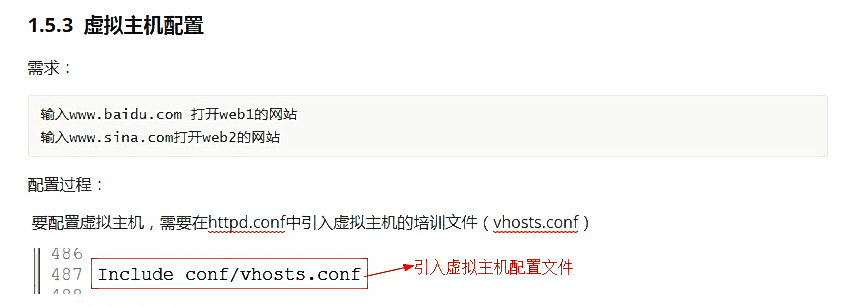 1.5.3 虚拟主机配置
需求：
输入www.baidu.com 打开web1的网站
输入www.sina.com打开web2的网站
配置过程：
要配置虚拟主机，需要在httpd.conf中引入虚拟主机的培训文件（vhosts.conf）
486
487 Include conf/vhosts.conf 引入虚拟主机配置文件
488